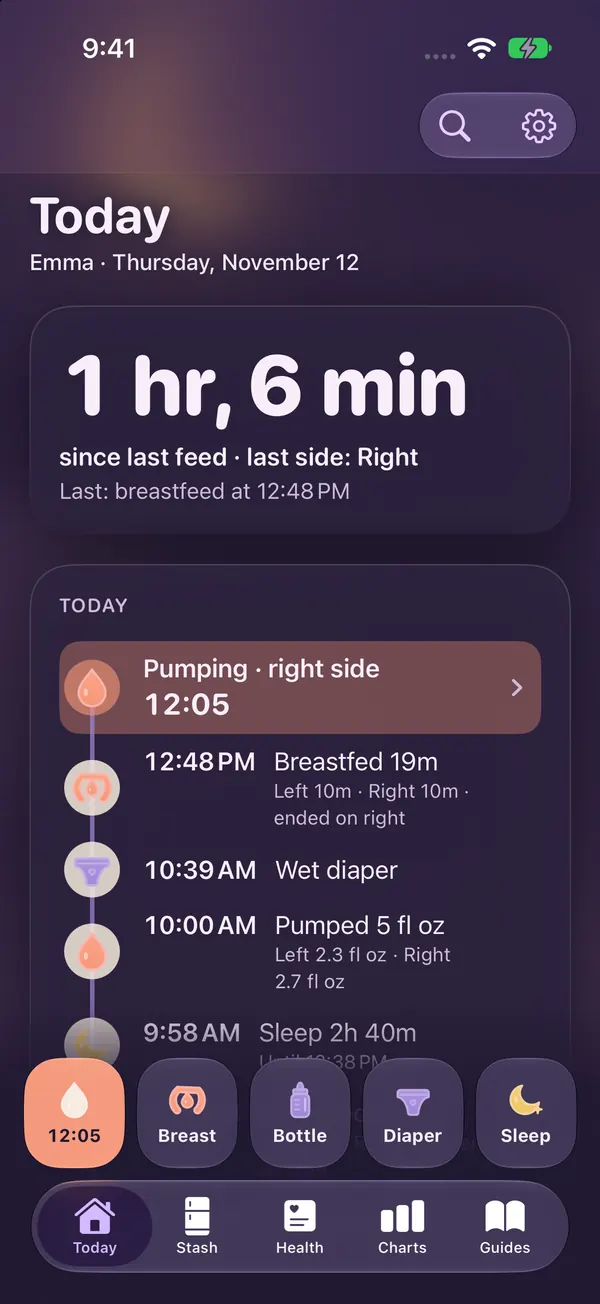 9:41
Today
Emma · Thursday, November 12
1 hr, 6 min
since last feed · last side: Right
Last: breastfeed at 12:48 PM
TODAY
Pumping · right side
12:05
12:48 PM Breastfed 19m
Left 10m · Right 10m ·
ended on right
10:39 AM Wet diaper
10:00 AM Pumped 5 fl oz
Left 2.3 fl oz · Right
2.7 fl oz
9:58 AM Sleep 2h 40m
Until 12:38 PM
12:05 Breast Bottle Diaper Sleep
Today Stash Health Charts Guides